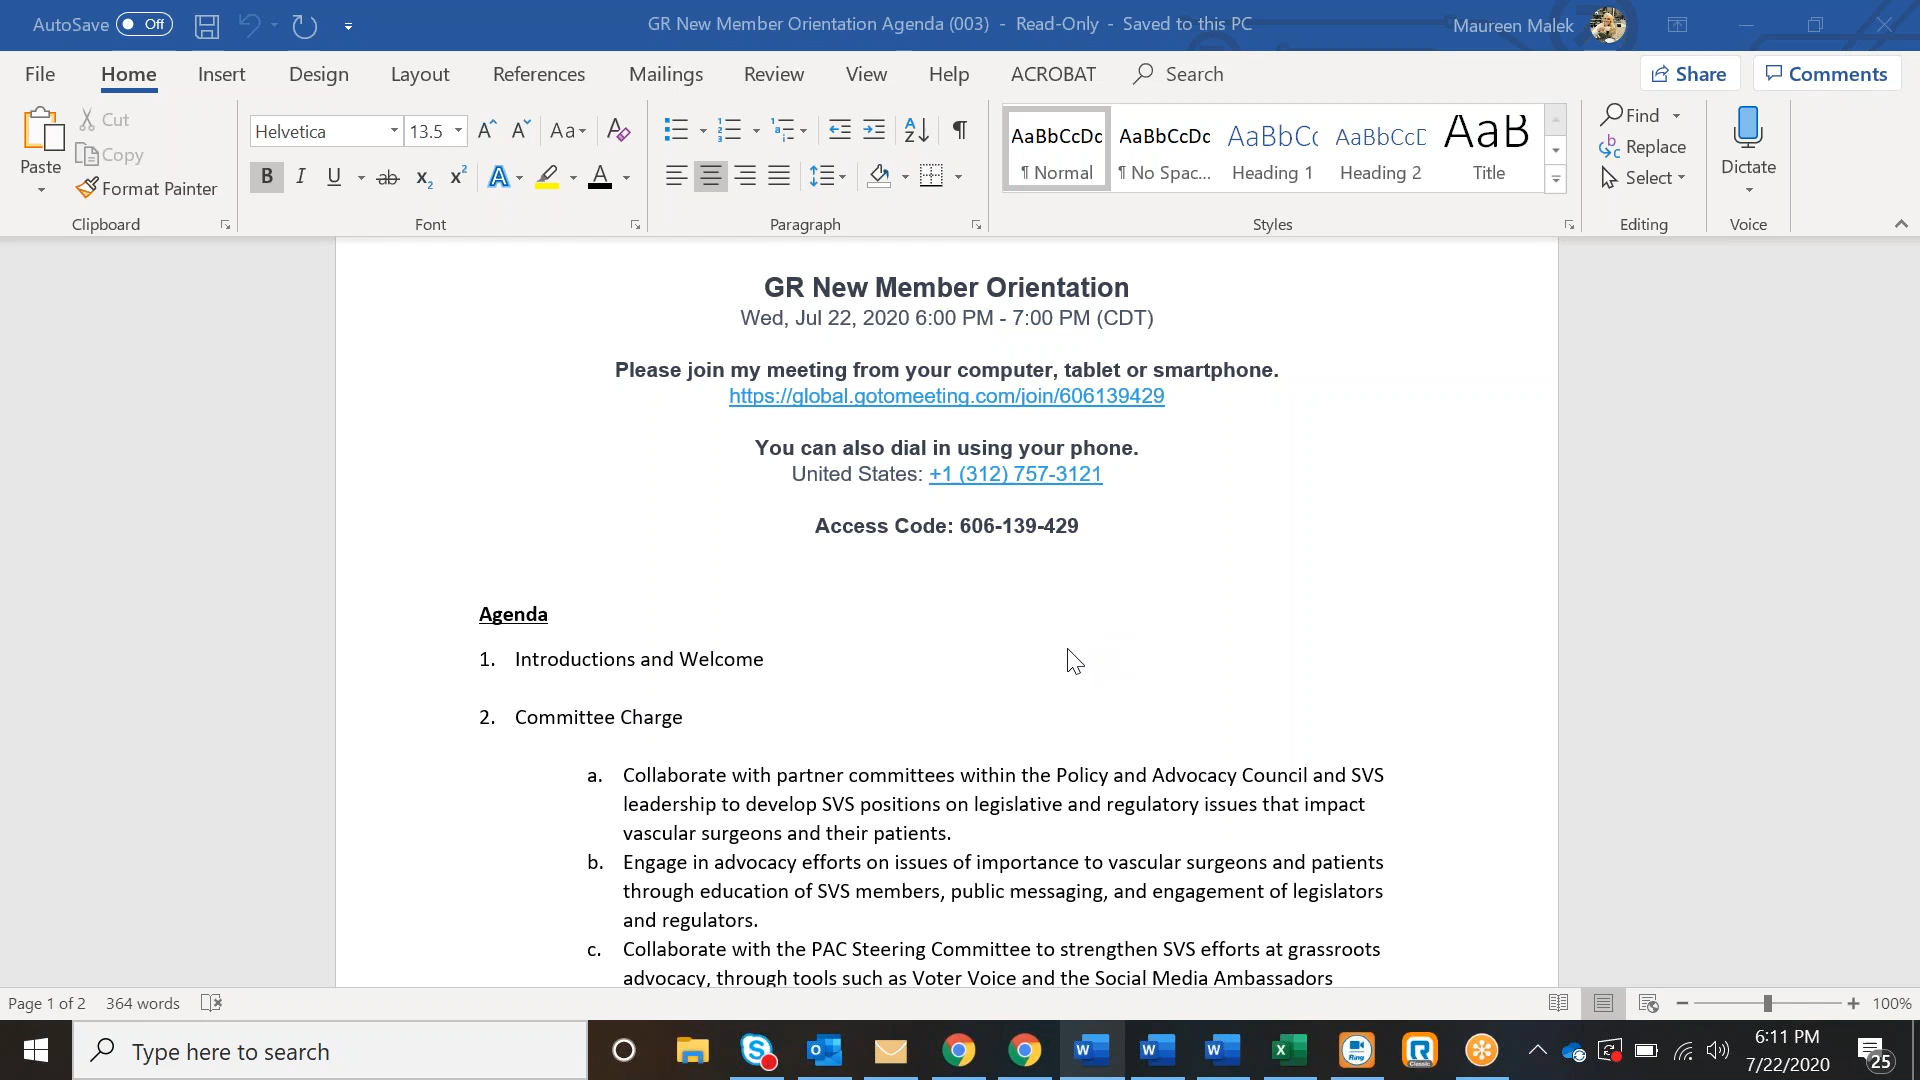 AutoSave Off
GR New Member Orientation Agenda (003) - Read-Only - Saved to this PC
Maureen Malek
File Home Insert Design Layout References Mailings Review View Help ACROBAT Search Share Comments
Paste
Cut
Copy
Format Painter
Clipboard
Helvetica 13.5
Font
Paragraph
AaBbCcDc AaBbCcDc AaBbC AaBbCcD AaB
¶ Normal ¶ No Spac... Heading 1 Heading 2 Title
Styles
Find
Replace
Select
Editing
Dictate
Voice
GR New Member Orientation
Wed, Jul 22, 2020 6:00 PM - 7:00 PM (CDT)
Please join my meeting from your computer, tablet or smartphone.
https://global.gotomeeting.com/join/606139429
You can also dial in using your phone.
United States: +1 (312) 757-3121
Access Code: 606-139-429
Agenda
1. Introductions and Welcome
2. Committee Charge
a. Collaborate with partner committees within the Policy and Advocacy Council and SVS
leadership to develop SVS positions on legislative and regulatory issues that impact
vascular surgeons and their patients.
b. Engage in advocacy efforts on issues of importance to vascular surgeons and patients
through education of SVS members, public messaging, and engagement of legislators
and regulators.
c. Collaborate with the PAC Steering Committee to strengthen SVS efforts at grassroots
advocacy, through tools such as Voter Voice and the Social Media Ambassadors
Page 1 of 2 364 words
100%
Type here to search
6:11 PM
7/22/2020
25